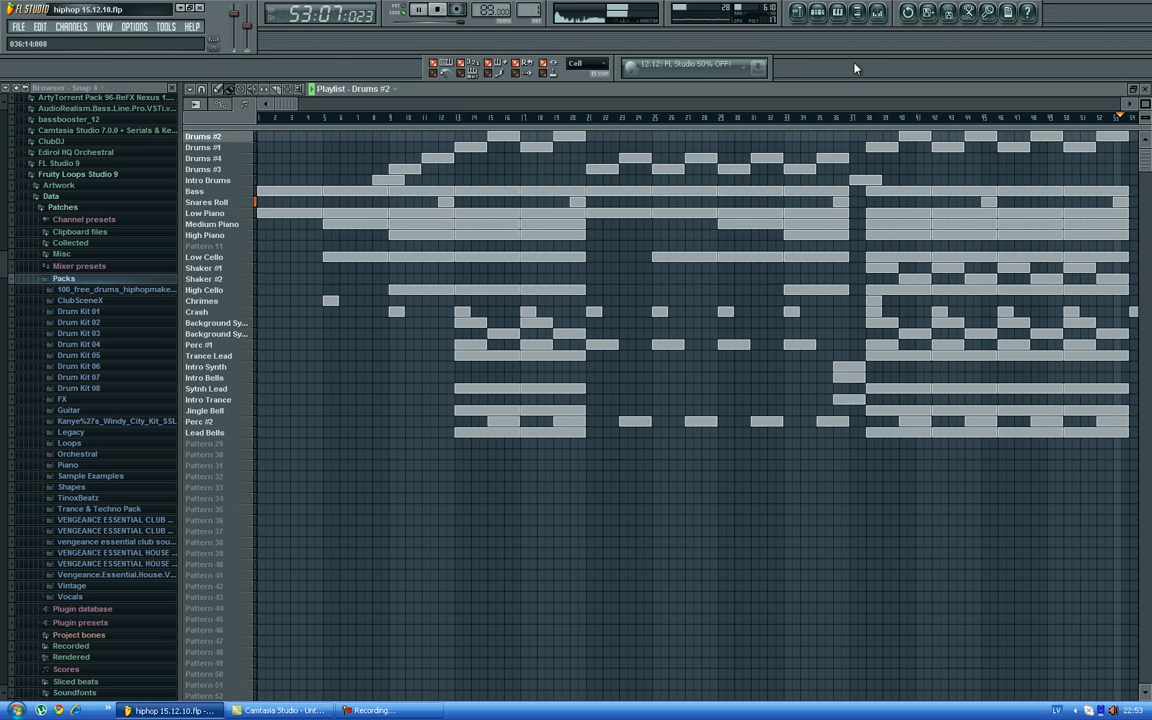 FL STUDIO
hiphop 15.12.10.flp
53:07:023
88.000
28
610
MONITOR
FILE EDIT CHANNELS VIEW OPTIONS TOOLS HELP
036:14:008
Cell
12.12: FL Studio 50% OFF!
Browser - Snap 4
Playlist - Drums #2
ArtyTorrent Pack 96-ReFX Nexus 1....
AudioRealism.Bass.Line.Pro.VSTi.v...
bassbooster_12
Camtasia Studio 7.0.0 + Serials & Ke...
ClubDJ
Edirol HQ Orchestral
FL Studio 9
Fruity Loops Studio 9
Artwork
Data
Patches
Channel presets
Clipboard files
Collected
Misc
Mixer presets
Packs
100_free_drums_hiphopmake...
ClubSceneX
Drum Kit 01
Drum Kit 02
Drum Kit 03
Drum Kit 04
Drum Kit 05
Drum Kit 06
Drum Kit 07
Drum Kit 08
FX
Guitar
Kanye%27s_Windy_City_Kit_SSL
Legacy
Loops
Orchestral
Piano
Sample Examples
Shapes
TinoxBeatz
Trance & Techno Pack
VENGEANCE ESSENTIAL CLUB ...
VENGEANCE ESSENTIAL CLUB ...
vengeance essential club sou...
VENGEANCE ESSENTIAL HOUSE ...
VENGEANCE ESSENTIAL HOUSE ...
Vengeance.Essential.House.V...
Vintage
Vocals
Plugin database
Plugin presets
Project bones
Recorded
Rendered
Scores
Sliced beats
Soundfonts
Drums #2
Drums #1
Drums #4
Drums #3
Intro Drums
Bass
Snares Roll
Low Piano
Medium Piano
High Piano
Pattern 11
Low Cello
Shaker #1
Shaker #2
High Cello
Chrimes
Crash
Background Sy...
Background Sy...
Perc #1
Trance Lead
Intro Synth
Intro Bells
Sytnh Lead
Intro Trance
Jingle Bell
Perc #2
Lead Bells
Pattern 29
Pattern 30
Pattern 31
Pattern 32
Pattern 33
Pattern 34
Pattern 35
Pattern 36
Pattern 37
Pattern 38
Pattern 39
Pattern 40
Pattern 41
Pattern 42
Pattern 43
Pattern 44
Pattern 45
Pattern 46
Pattern 47
Pattern 48
Pattern 49
Pattern 50
Pattern 51
Pattern 52
hiphop 15.12.10.flp -...
Camtasia Studio - Unt...
Recording...
LV
22:53